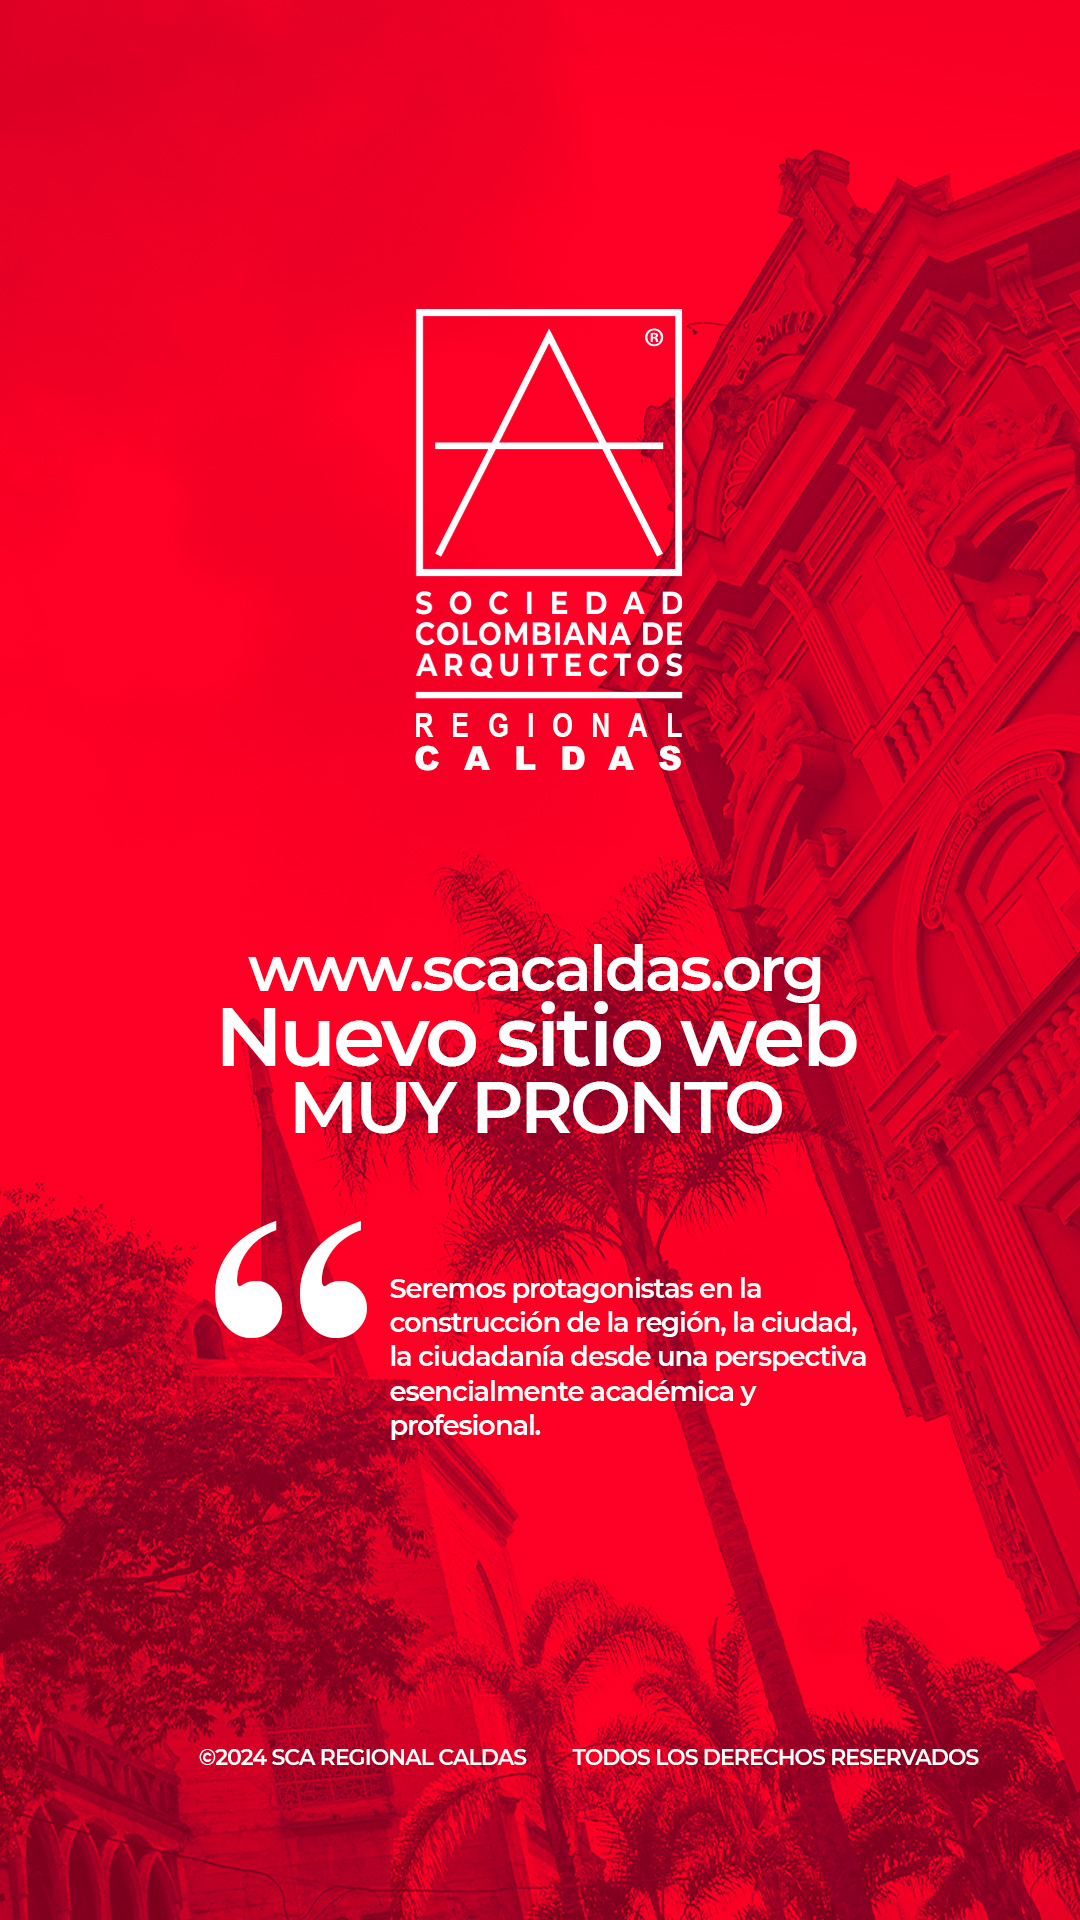 ®
SOCIEDAD
COLOMBIANA DE
ARQUITECTOS
REGIONAL
CALDAS
www.scacaldas.org
Nuevo sitio web
MUY PRONTO
“
Seremos protagonistas en la
construcción de la región, la ciudad,
la ciudadanía desde una perspectiva
esencialmente académica y
profesional.
©2024 SCA REGIONAL CALDAS TODOS LOS DERECHOS RESERVADOS